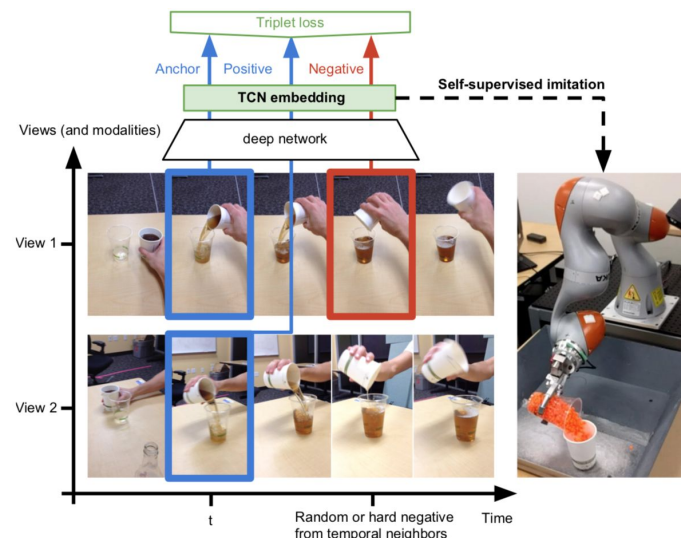 Triplet loss
Anchor
Positive
Negative
TCN embedding
Self-supervised imitation
Views (and modalities)
deep network
View 1
View 2
t
Random or hard negative
from temporal neighbors
Time